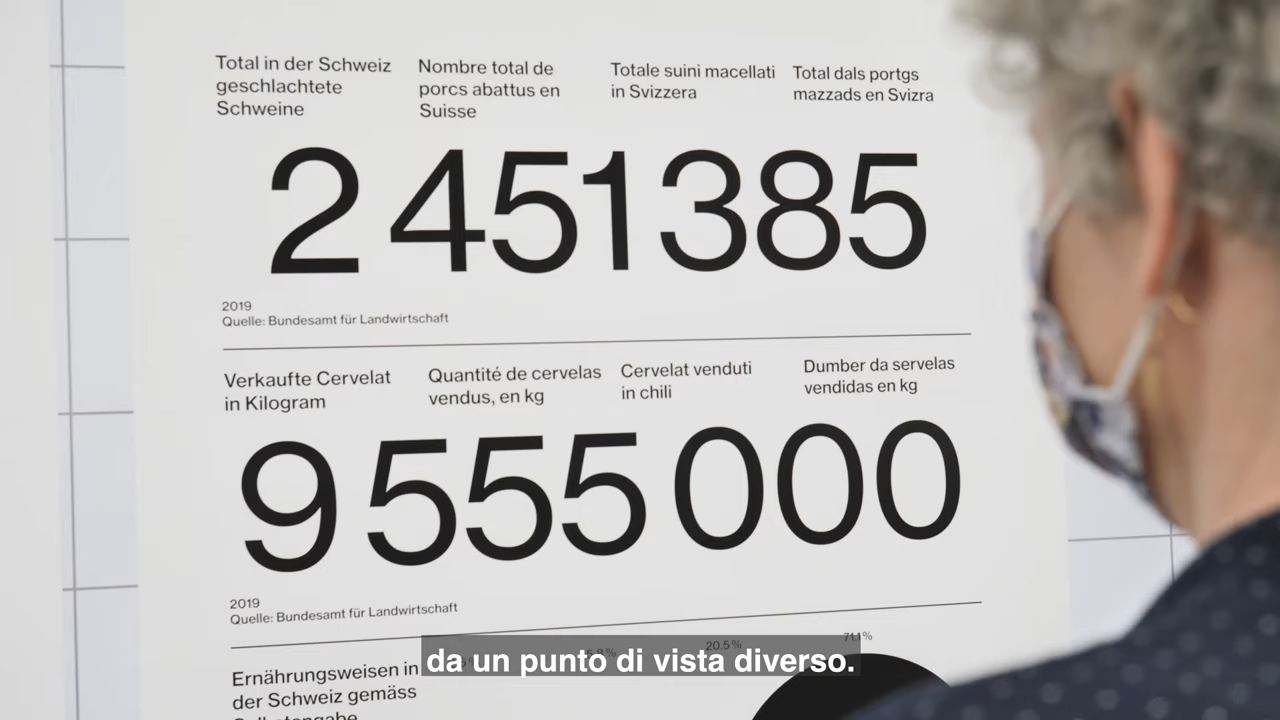 Total in der Schweiz
geschlachtete
Schweine
Nombre total de
porcs abattus en
Suisse
Totale suini macellati
in Svizzera
Total dals portgs
mazzads en Svizra
2 451 385
2019
Quelle: Bundesamt für Landwirtschaft
Verkaufte Cervelat
in Kilogram
Quantité de cervelas
vendus, en kg
Cervelat venduti
in chili
Dumber da servelas
vendidas en kg
9 555 000
2019
Quelle: Bundesamt für Landwirtschaft
20.5%
71.1%
Ernährungsweisen in
der Schweiz gemäss
da un punto di vista diverso.